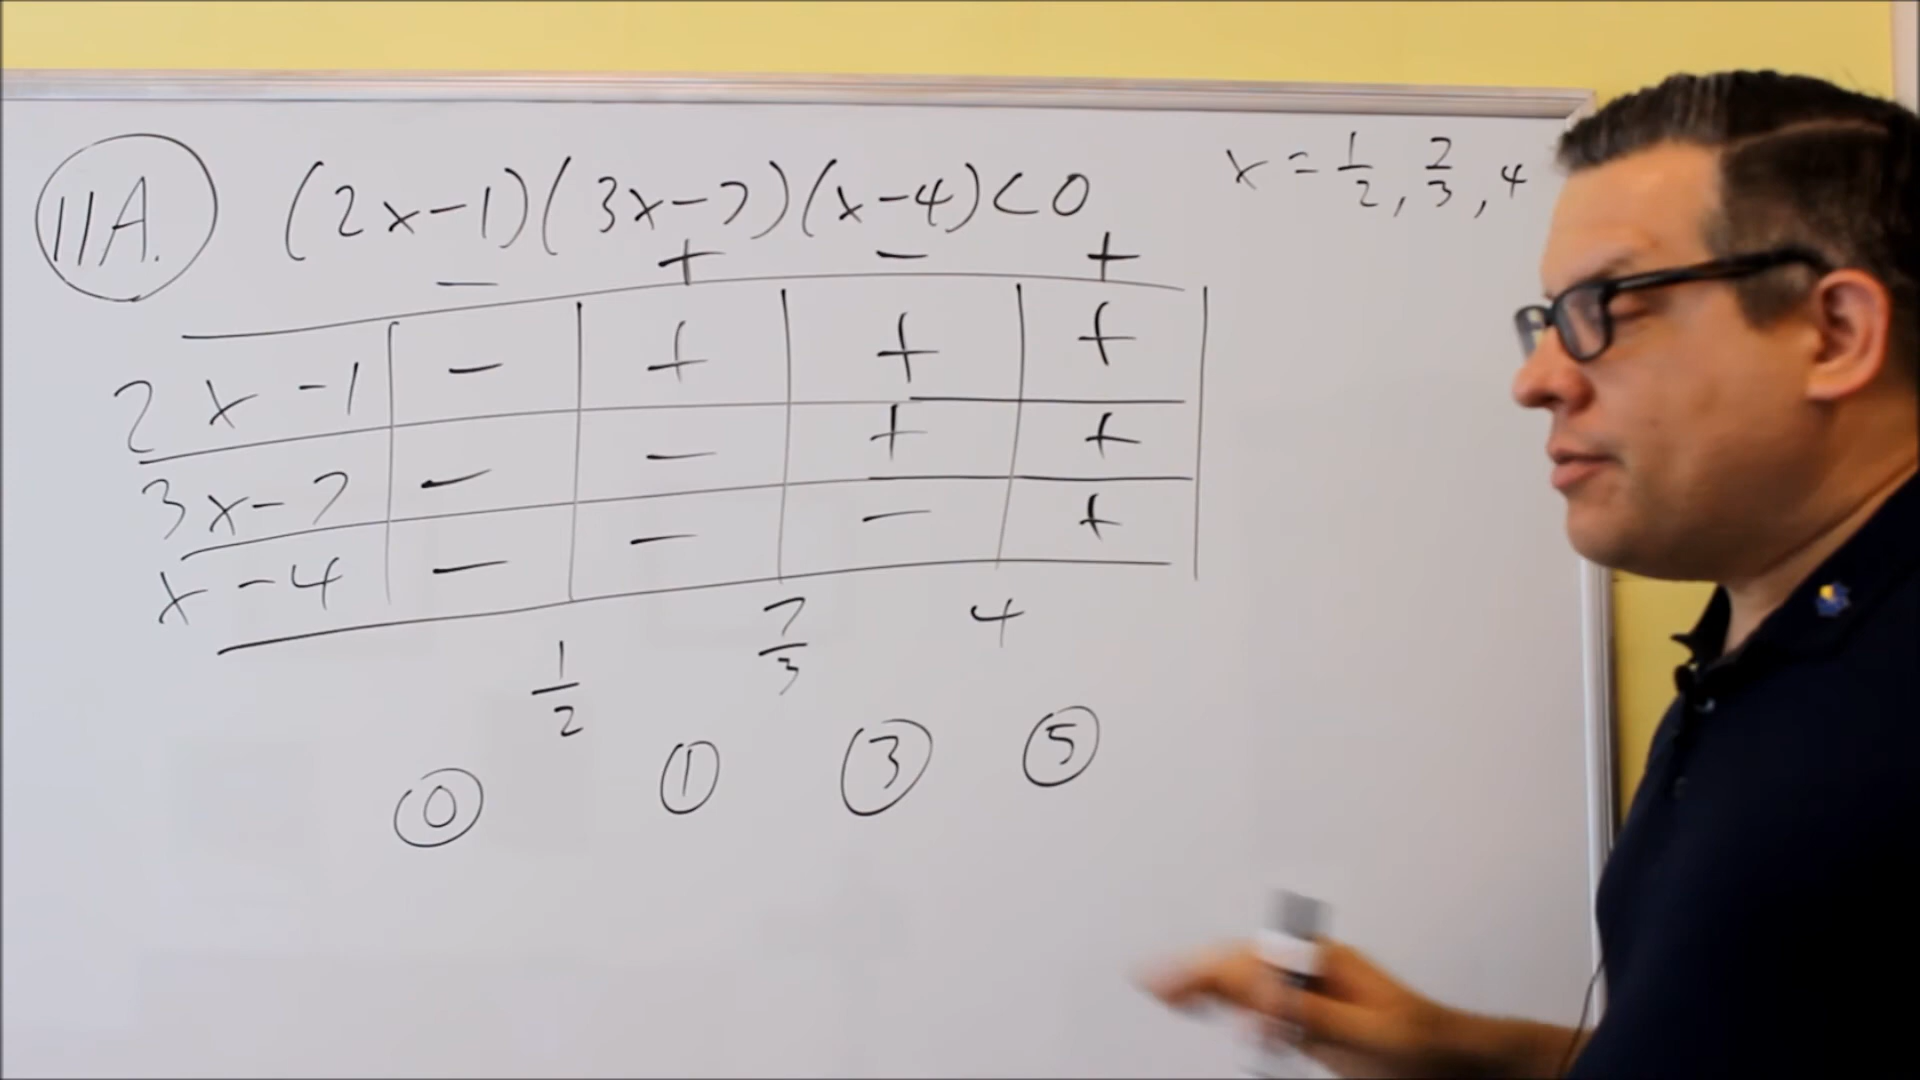 11A. (2x-1)(3x-7)(x-4)<0
x = 1/2, 2/3, 4
- + - +
2x-1 - + + +
3x-7 - - + +
x-4 - - - +
1/2 7/3 4
0 1 3 5